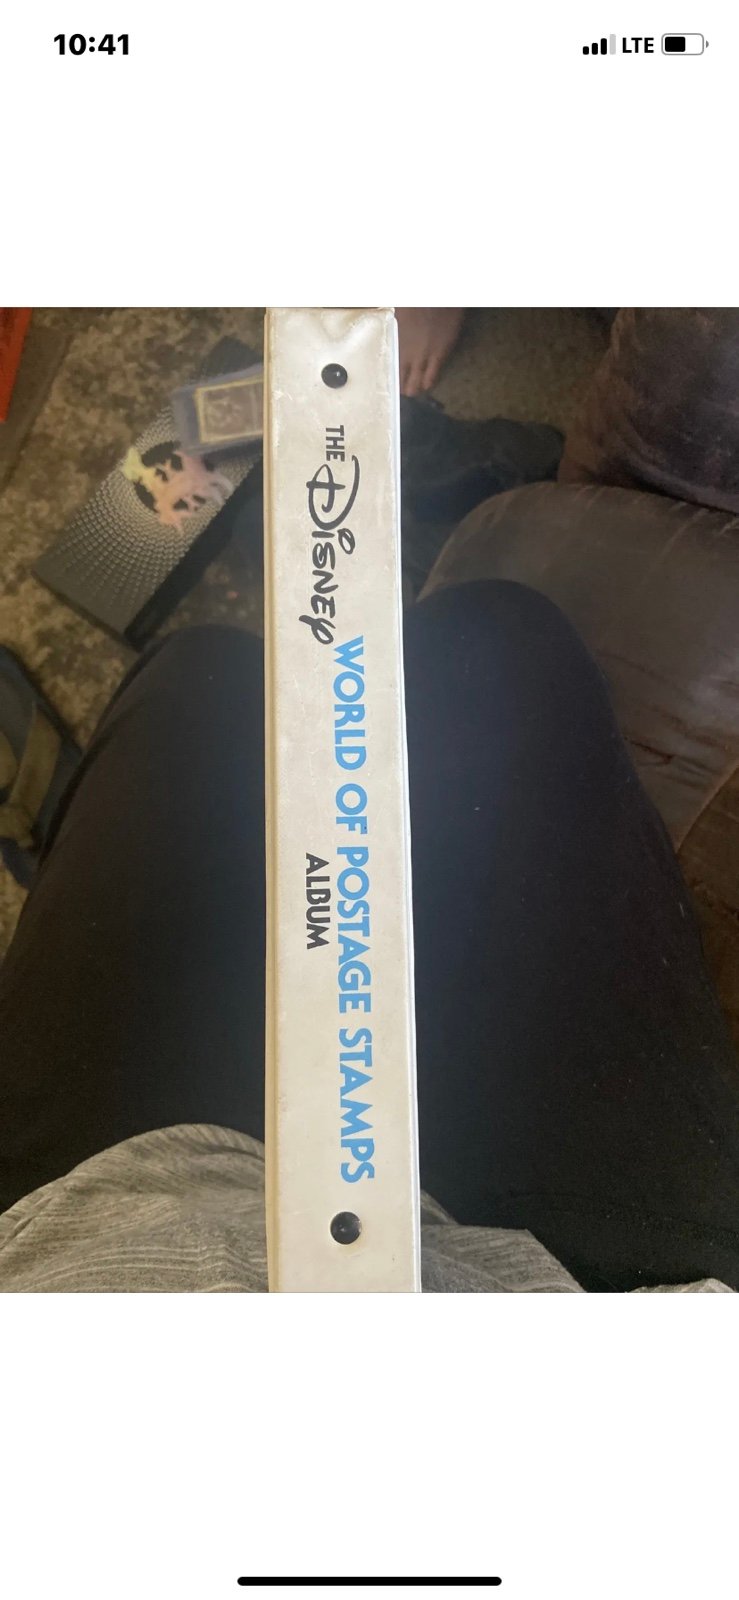 10:41
LTE
THE Disney
WORLD OF POSTAGE STAMPS
ALBUM